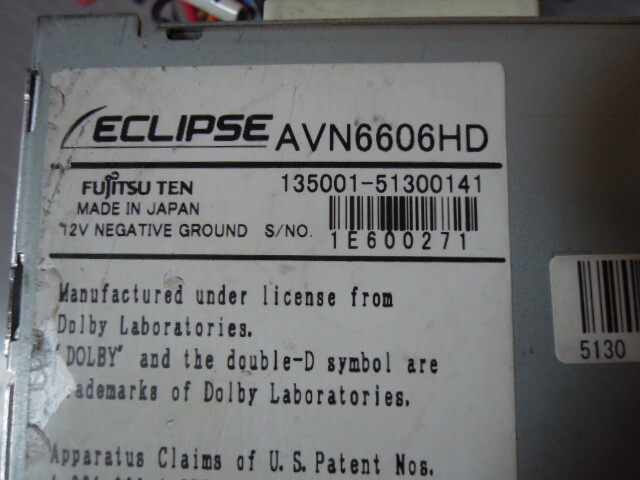 ECLIPSE AVN6606HD
FUJITSU TEN 135001-51300141
MADE IN JAPAN
12V NEGATIVE GROUND S/NO. 1E600271
Manufactured under license from
Dolby Laboratories.
'DOLBY' and the double-D symbol are
ademarks of Dolby Laboratories.
Apparatus Claims of U.S. Patent Nos.
5130